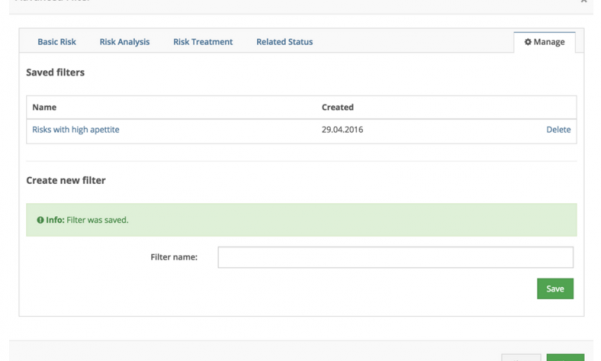 Basic Risk Risk Analysis Risk Treatment Related Status Manage
Saved filters
Name Created
Risks with high apettite 29.04.2016 Delete
Create new filter
Info: Filter was saved.
Filter name:
Save